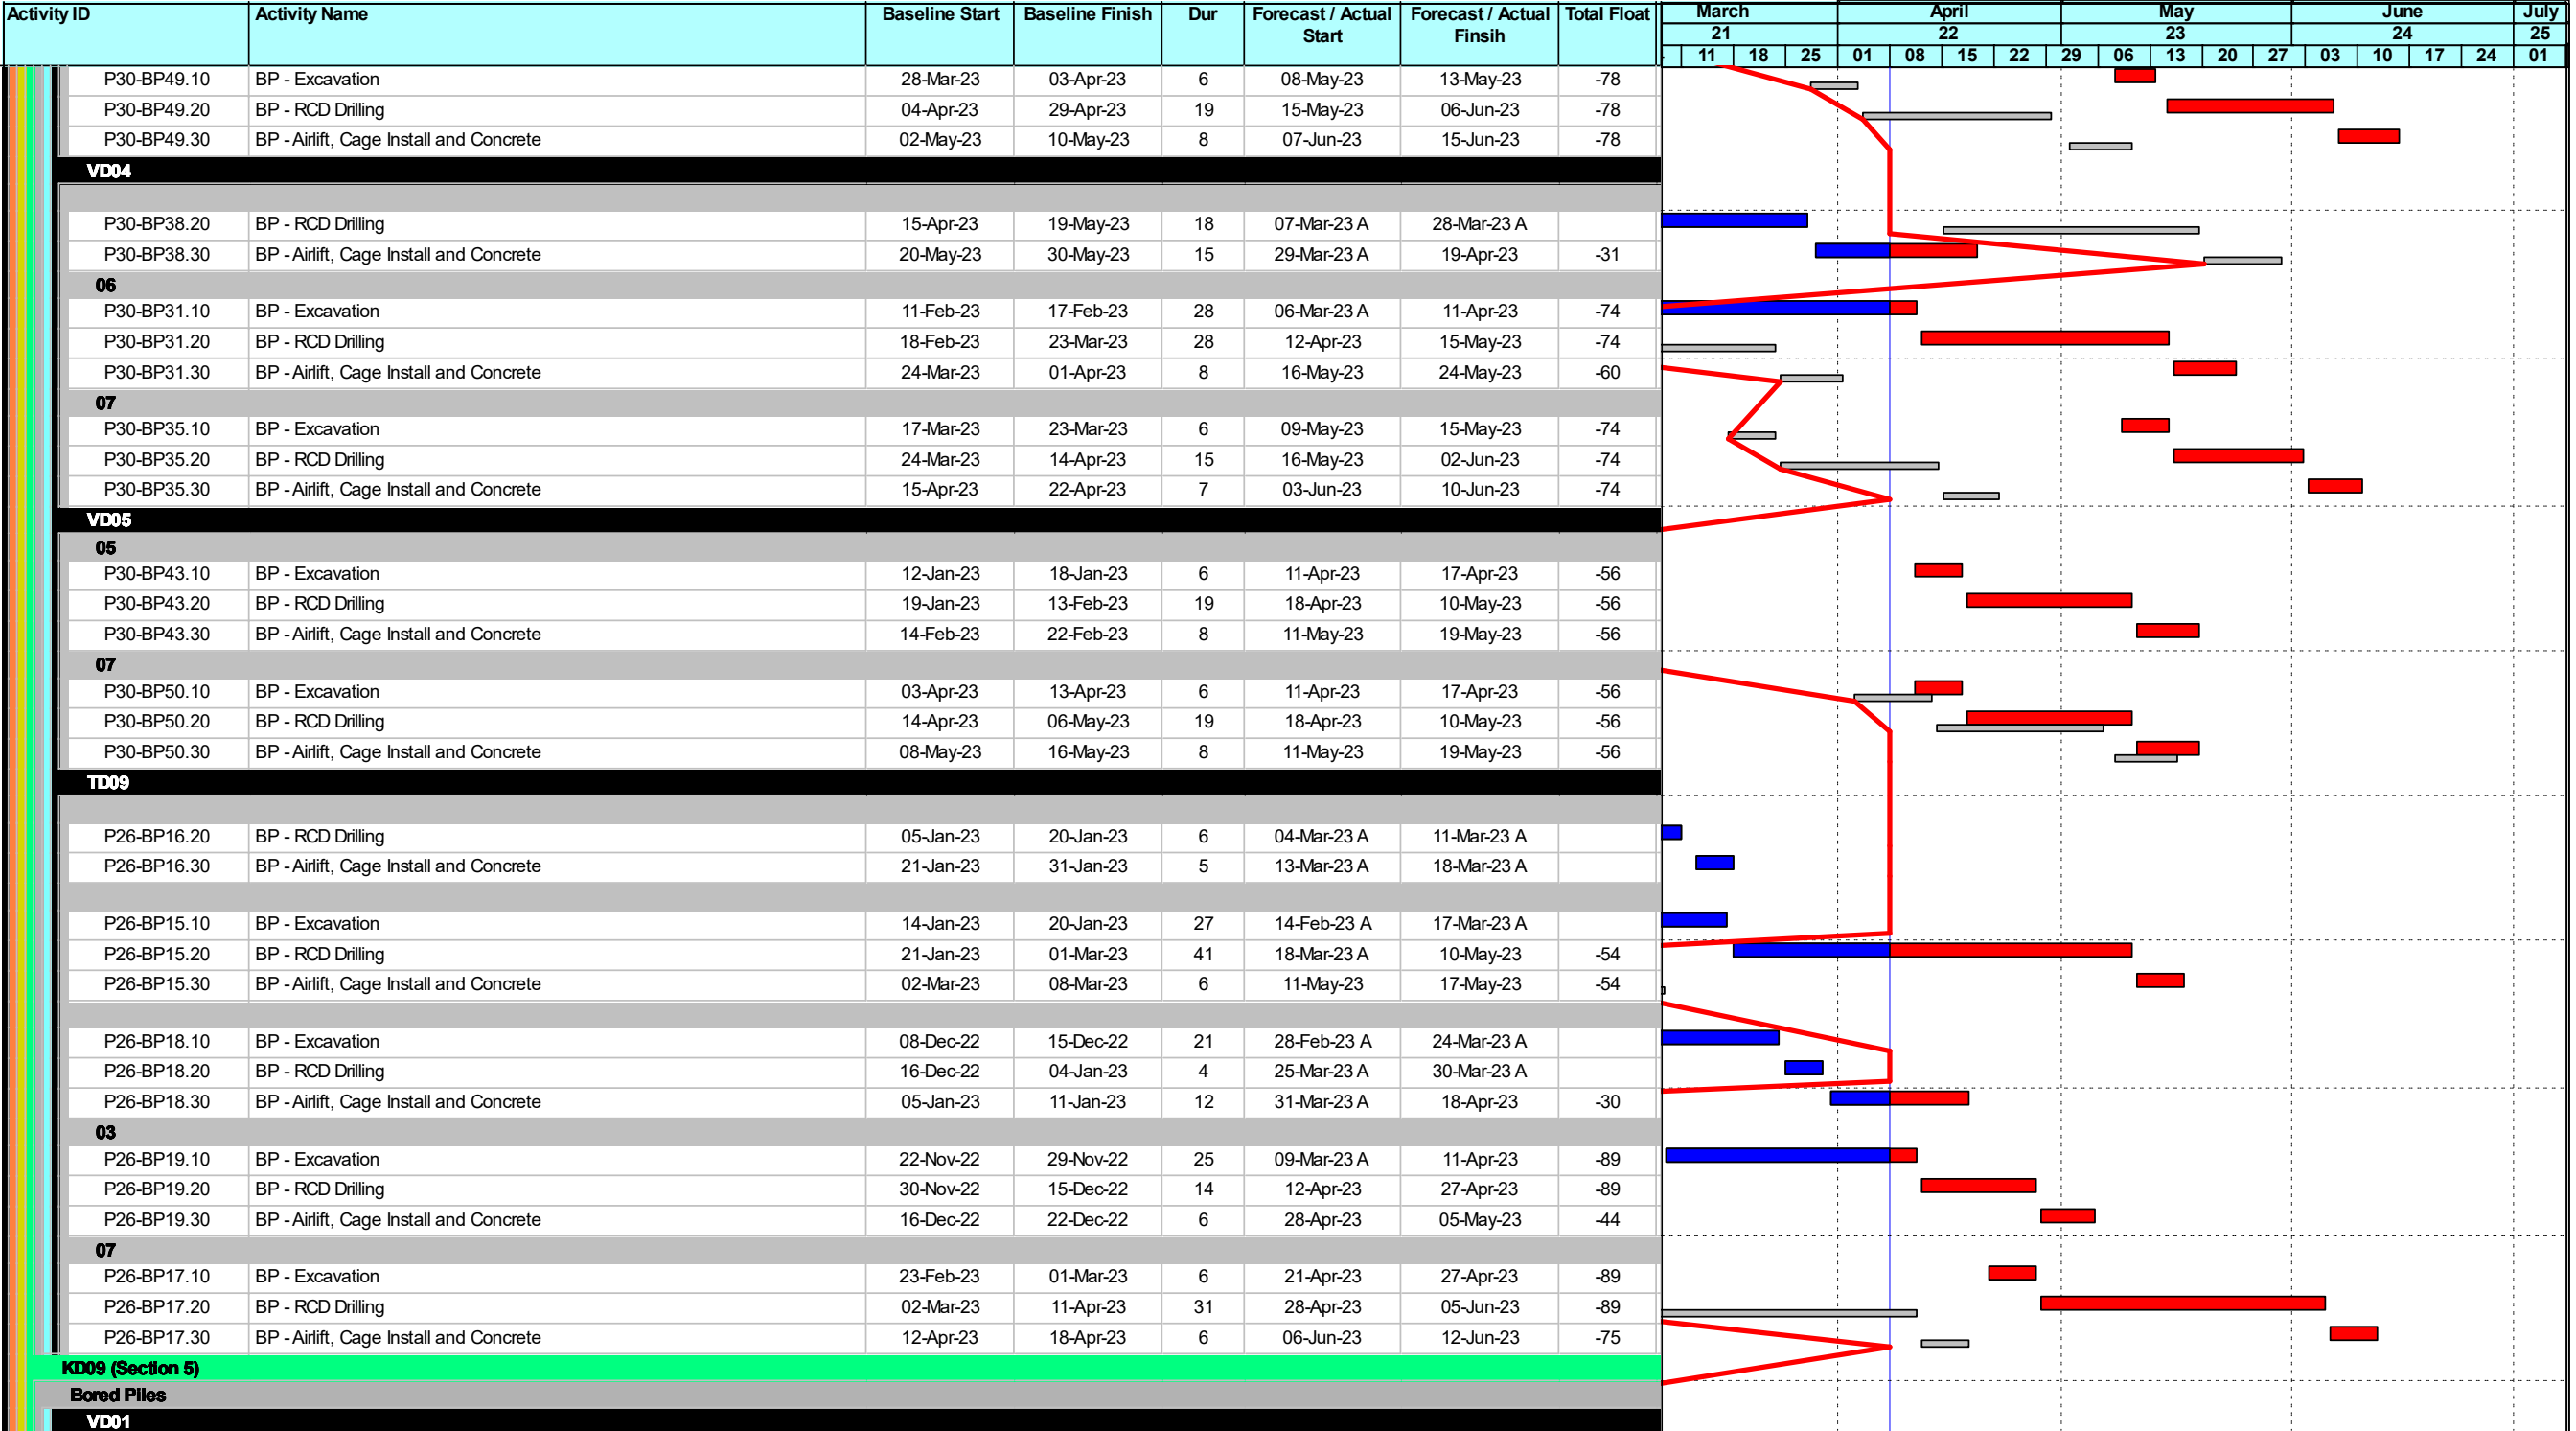 Activity ID Activity Name Baseline Start Baseline Finish Dur Forecast / Actual Start Forecast / Actual Finsih Total Float March April May June July
21 22 23 24 25
11 18 25 01 08 15 22 29 06 13 20 27 03 10 17 24 01
P30-BP49.10 BP - Excavation 28-Mar-23 03-Apr-23 6 08-May-23 13-May-23 -78
P30-BP49.20 BP - RCD Drilling 04-Apr-23 29-Apr-23 19 15-May-23 06-Jun-23 -78
P30-BP49.30 BP - Airlift, Cage Install and Concrete 02-May-23 10-May-23 8 07-Jun-23 15-Jun-23 -78
VD04
P30-BP38.20 BP - RCD Drilling 15-Apr-23 19-May-23 18 07-Mar-23 A 28-Mar-23 A
P30-BP38.30 BP - Airlift, Cage Install and Concrete 20-May-23 30-May-23 15 29-Mar-23 A 19-Apr-23 -31
06
P30-BP31.10 BP - Excavation 11-Feb-23 17-Feb-23 28 06-Mar-23 A 11-Apr-23 -74
P30-BP31.20 BP - RCD Drilling 18-Feb-23 23-Mar-23 28 12-Apr-23 15-May-23 -74
P30-BP31.30 BP - Airlift, Cage Install and Concrete 24-Mar-23 01-Apr-23 8 16-May-23 24-May-23 -60
07
P30-BP35.10 BP - Excavation 17-Mar-23 23-Mar-23 6 09-May-23 15-May-23 -74
P30-BP35.20 BP - RCD Drilling 24-Mar-23 14-Apr-23 15 16-May-23 02-Jun-23 -74
P30-BP35.30 BP - Airlift, Cage Install and Concrete 15-Apr-23 22-Apr-23 7 03-Jun-23 10-Jun-23 -74
VD05
05
P30-BP43.10 BP - Excavation 12-Jan-23 18-Jan-23 6 11-Apr-23 17-Apr-23 -56
P30-BP43.20 BP - RCD Drilling 19-Jan-23 13-Feb-23 19 18-Apr-23 10-May-23 -56
P30-BP43.30 BP - Airlift, Cage Install and Concrete 14-Feb-23 22-Feb-23 8 11-May-23 19-May-23 -56
07
P30-BP50.10 BP - Excavation 03-Apr-23 13-Apr-23 6 11-Apr-23 17-Apr-23 -56
P30-BP50.20 BP - RCD Drilling 14-Apr-23 06-May-23 19 18-Apr-23 10-May-23 -56
P30-BP50.30 BP - Airlift, Cage Install and Concrete 08-May-23 16-May-23 8 11-May-23 19-May-23 -56
TD09
P26-BP16.20 BP - RCD Drilling 05-Jan-23 20-Jan-23 6 04-Mar-23 A 11-Mar-23 A
P26-BP16.30 BP - Airlift, Cage Install and Concrete 21-Jan-23 31-Jan-23 5 13-Mar-23 A 18-Mar-23 A
P26-BP15.10 BP - Excavation 14-Jan-23 20-Jan-23 27 14-Feb-23 A 17-Mar-23 A
P26-BP15.20 BP - RCD Drilling 21-Jan-23 01-Mar-23 41 18-Mar-23 A 10-May-23 -54
P26-BP15.30 BP - Airlift, Cage Install and Concrete 02-Mar-23 08-Mar-23 6 11-May-23 17-May-23 -54
P26-BP18.10 BP - Excavation 08-Dec-22 15-Dec-22 21 28-Feb-23 A 24-Mar-23 A
P26-BP18.20 BP - RCD Drilling 16-Dec-22 04-Jan-23 4 25-Mar-23 A 30-Mar-23 A
P26-BP18.30 BP - Airlift, Cage Install and Concrete 05-Jan-23 11-Jan-23 12 31-Mar-23 A 18-Apr-23 -30
03
P26-BP19.10 BP - Excavation 22-Nov-22 29-Nov-22 25 09-Mar-23 A 11-Apr-23 -89
P26-BP19.20 BP - RCD Drilling 30-Nov-22 15-Dec-22 14 12-Apr-23 27-Apr-23 -89
P26-BP19.30 BP - Airlift, Cage Install and Concrete 16-Dec-22 22-Dec-22 6 28-Apr-23 05-May-23 -44
07
P26-BP17.10 BP - Excavation 23-Feb-23 01-Mar-23 6 21-Apr-23 27-Apr-23 -89
P26-BP17.20 BP - RCD Drilling 02-Mar-23 11-Apr-23 31 28-Apr-23 05-Jun-23 -89
P26-BP17.30 BP - Airlift, Cage Install and Concrete 12-Apr-23 18-Apr-23 6 06-Jun-23 12-Jun-23 -75
KD09 (Section 5)
Bored Piles
VD01